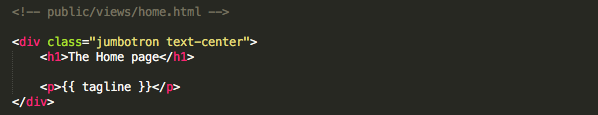 <!-- public/views/home.html -->
<div class="jumbotron text-center">
<h1>The Home page</h1>
<p>{{ tagline }}</p>
</div>